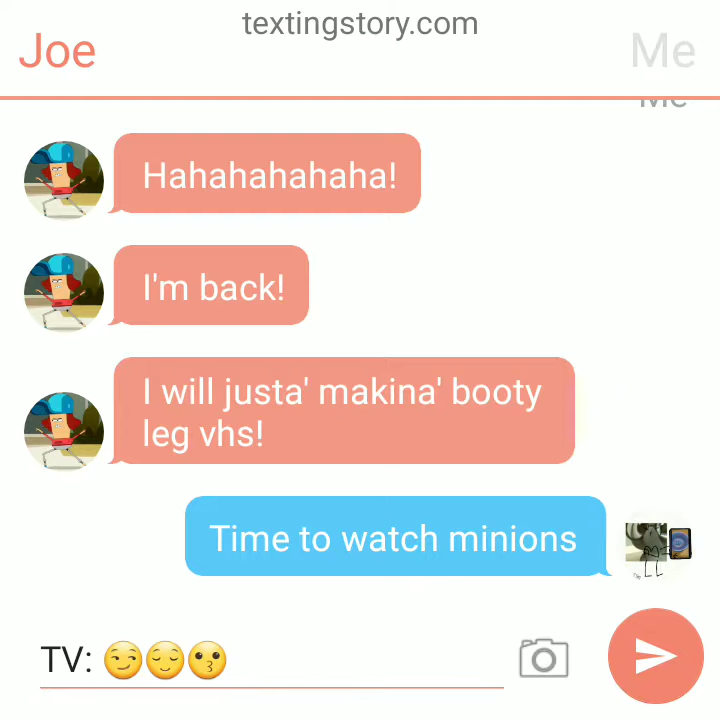 textingstory.com
Joe
Me
Me
Hahahahahaha!
I'm back!
I will justa' makina' booty
leg vhs!
Time to watch minions
TV: 😏😌😗